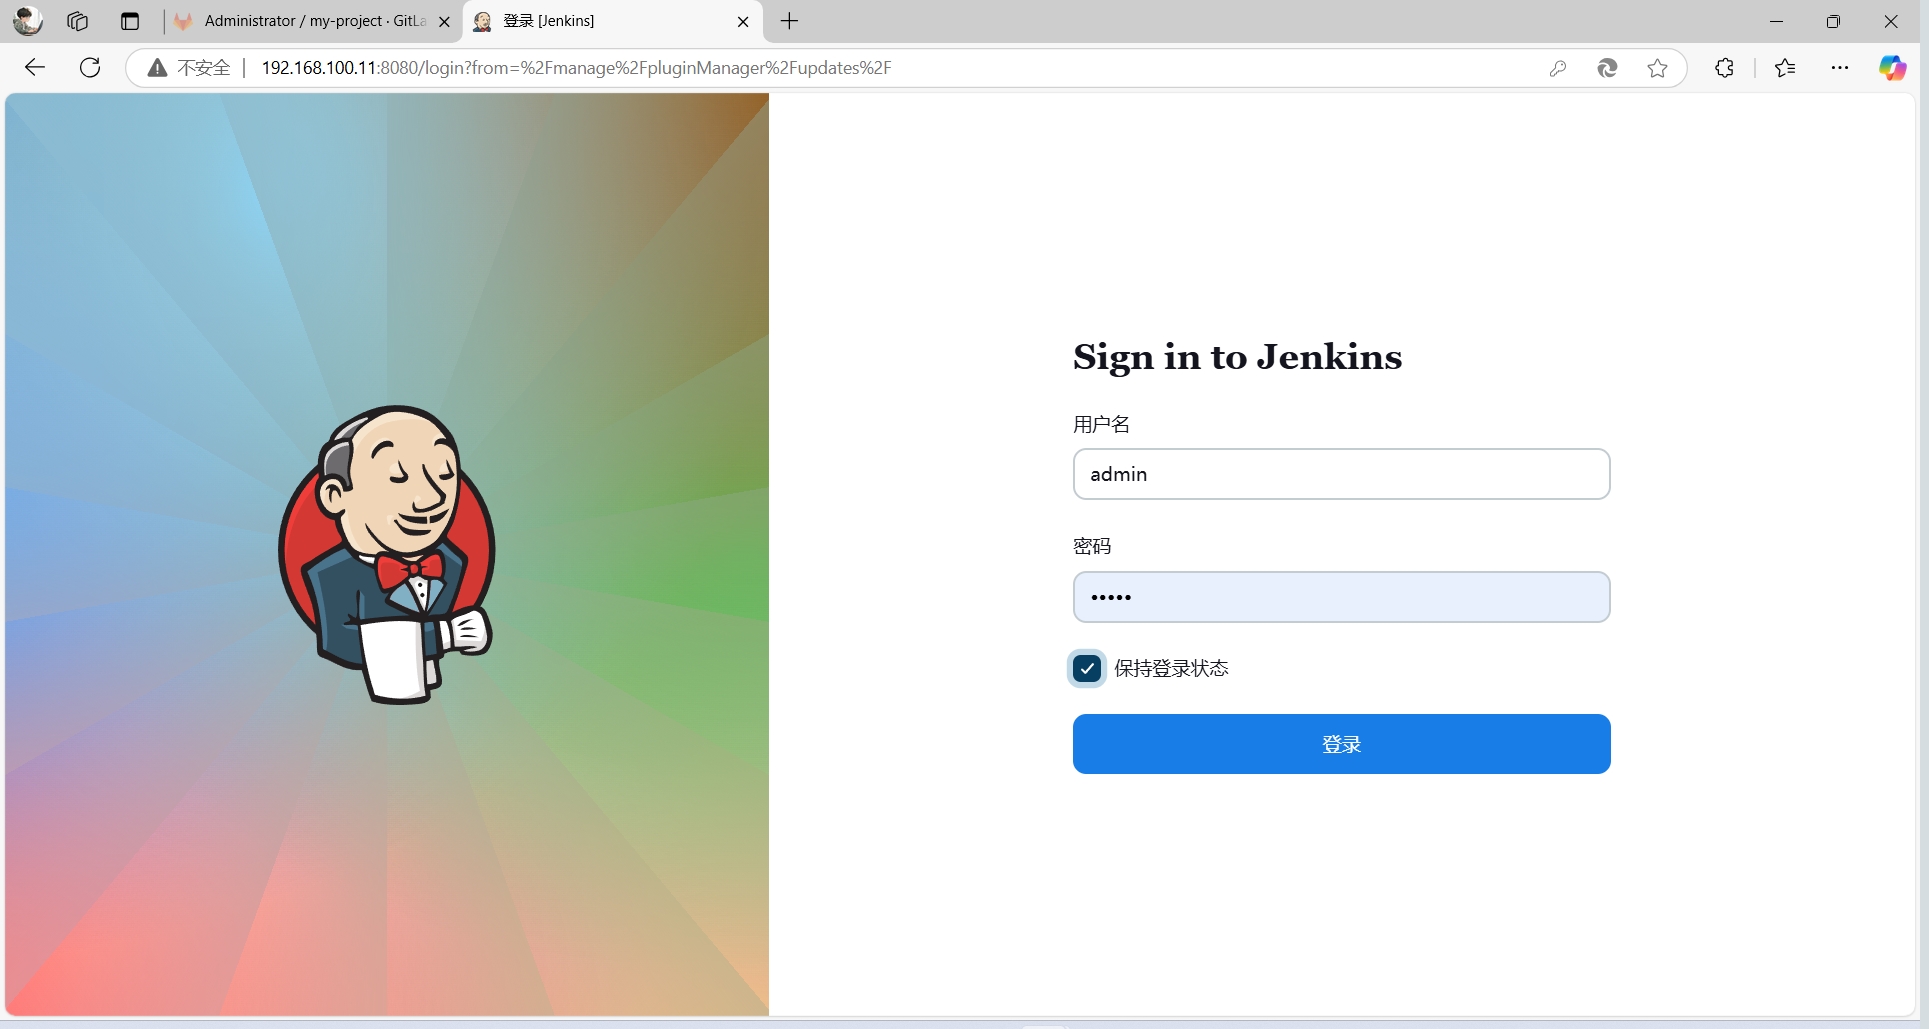 Administrator / my-project · GitLa
登录 [Jenkins]
不安全
192.168.100.11:8080/login?from=%2Fmanage%2FpluginManager%2Fupdates%2F
Sign in to Jenkins
用户名
admin
密码
•••••
保持登录状态
登录